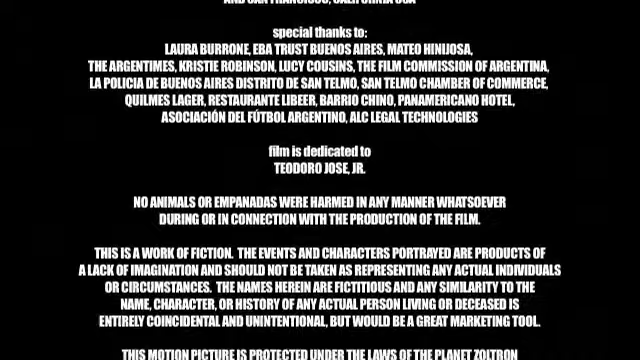 AND SAN FRANCISCO, CALIFORNIA USA
special thanks to:
LAURA BURRONE, EBA TRUST BUENOS AIRES, MATEO HINIJOSA,
THE ARGENTIMES, KRISTIE ROBINSON, LUCY COUSINS, THE FILM COMMISSION OF ARGENTINA,
LA POLICIA DE BUENOS AIRES DISTRITO DE SAN TELMO, SAN TELMO CHAMBER OF COMMERCE,
QUILMES LAGER, RESTAURANTE LIBEER, BARRIO CHINO, PANAMERICANO HOTEL,
ASOCIACIÓN DEL FÚTBOL ARGENTINO, ALC LEGAL TECHNOLOGIES
film is dedicated to
TEODORO JOSE, JR.
NO ANIMALS OR EMPANADAS WERE HARMED IN ANY MANNER WHATSOEVER
DURING OR IN CONNECTION WITH THE PRODUCTION OF THE FILM.
THIS IS A WORK OF FICTION. THE EVENTS AND CHARACTERS PORTRAYED ARE PRODUCTS OF
A LACK OF IMAGINATION AND SHOULD NOT BE TAKEN AS REPRESENTING ANY ACTUAL INDIVIDUALS
OR CIRCUMSTANCES. THE NAMES HEREIN ARE FICTITIOUS AND ANY SIMILARITY TO THE
NAME, CHARACTER, OR HISTORY OF ANY ACTUAL PERSON LIVING OR DECEASED IS
ENTIRELY COINCIDENTAL AND UNINTENTIONAL, BUT WOULD BE A GREAT MARKETING TOOL.
THIS MOTION PICTURE IS PROTECTED UNDER THE LAWS OF THE PLANET ZOLTRON